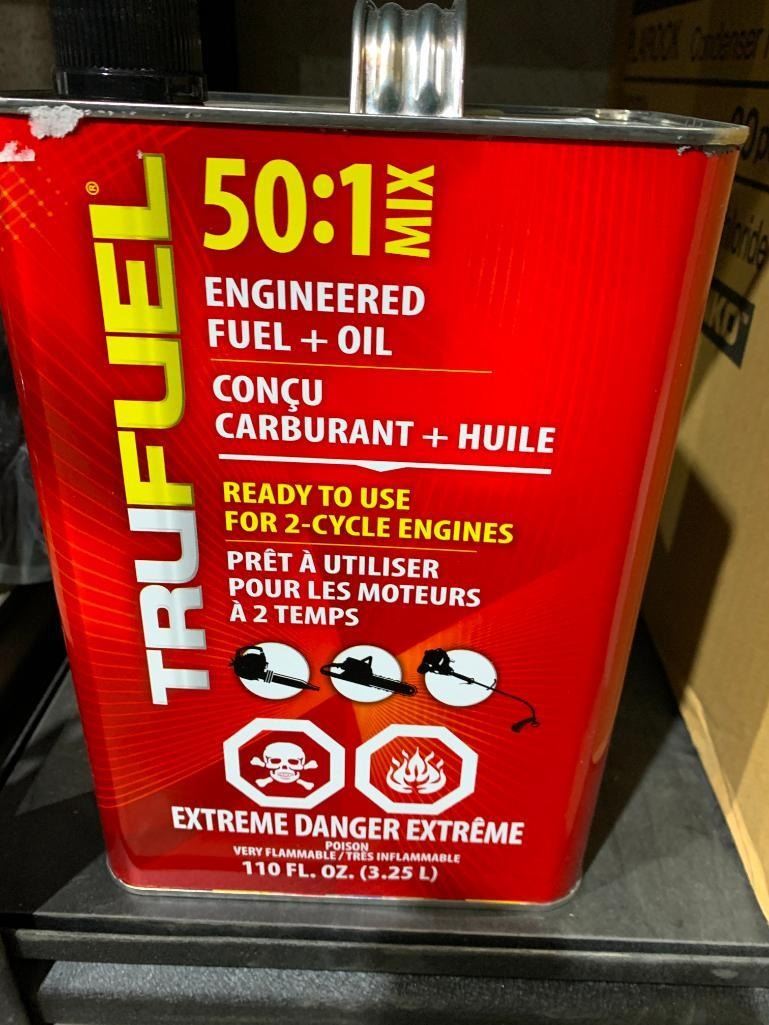 TRUFUEL®
50:1 MIX
ENGINEERED
FUEL + OIL
CONÇU
CARBURANT + HUILE
READY TO USE
FOR 2-CYCLE ENGINES
PRÊT À UTILISER
POUR LES MOTEURS
À 2 TEMPS
EXTREME DANGER EXTRÊME
POISON
VERY FLAMMABLE / TRÈS INFLAMMABLE
110 FL. OZ. (3.25 L)
Condenser